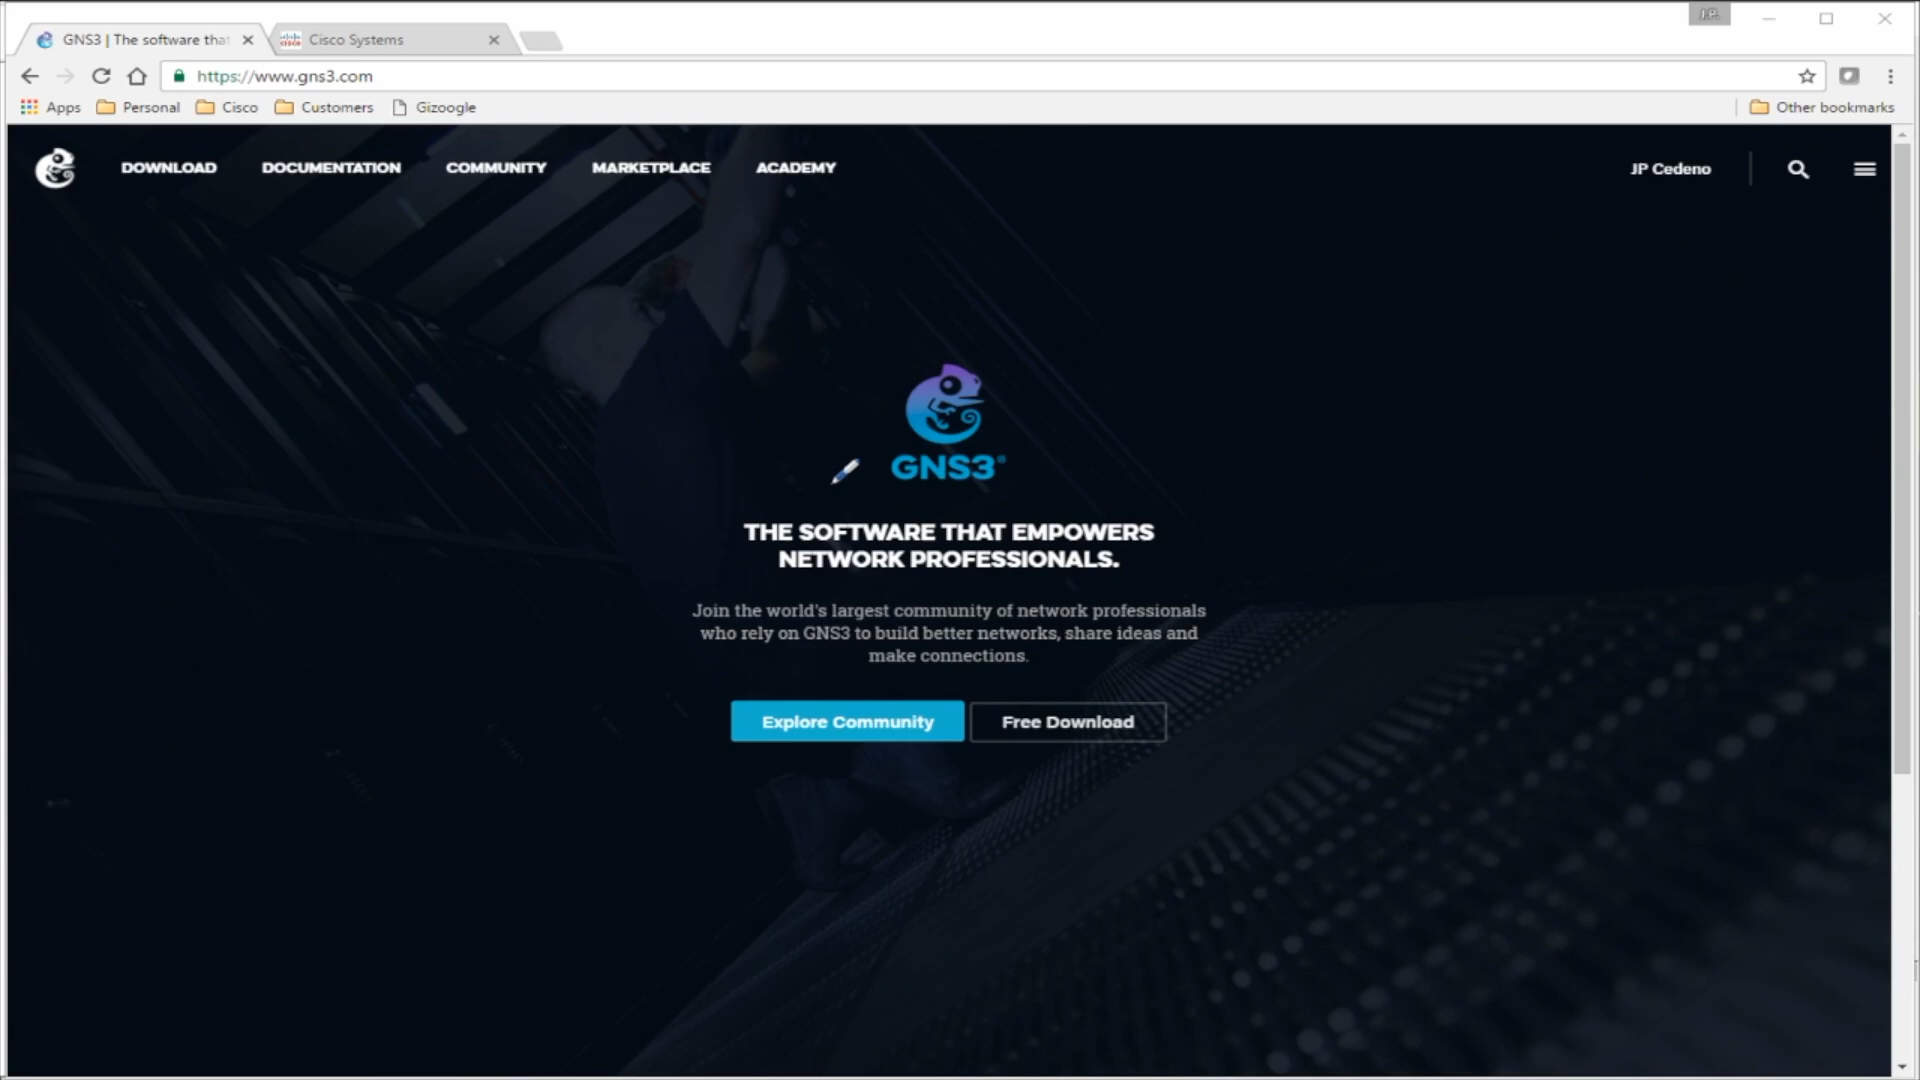 J.P.
GNS3 | The software that
Cisco Systems
https://www.gns3.com
Apps Personal Cisco Customers Gizoogle Other bookmarks
DOWNLOAD DOCUMENTATION COMMUNITY MARKETPLACE ACADEMY JP Cedeno
GNS3®
THE SOFTWARE THAT EMPOWERS
NETWORK PROFESSIONALS.
Join the world's largest community of network professionals
who rely on GNS3 to build better networks, share ideas and
make connections.
Explore Community Free Download